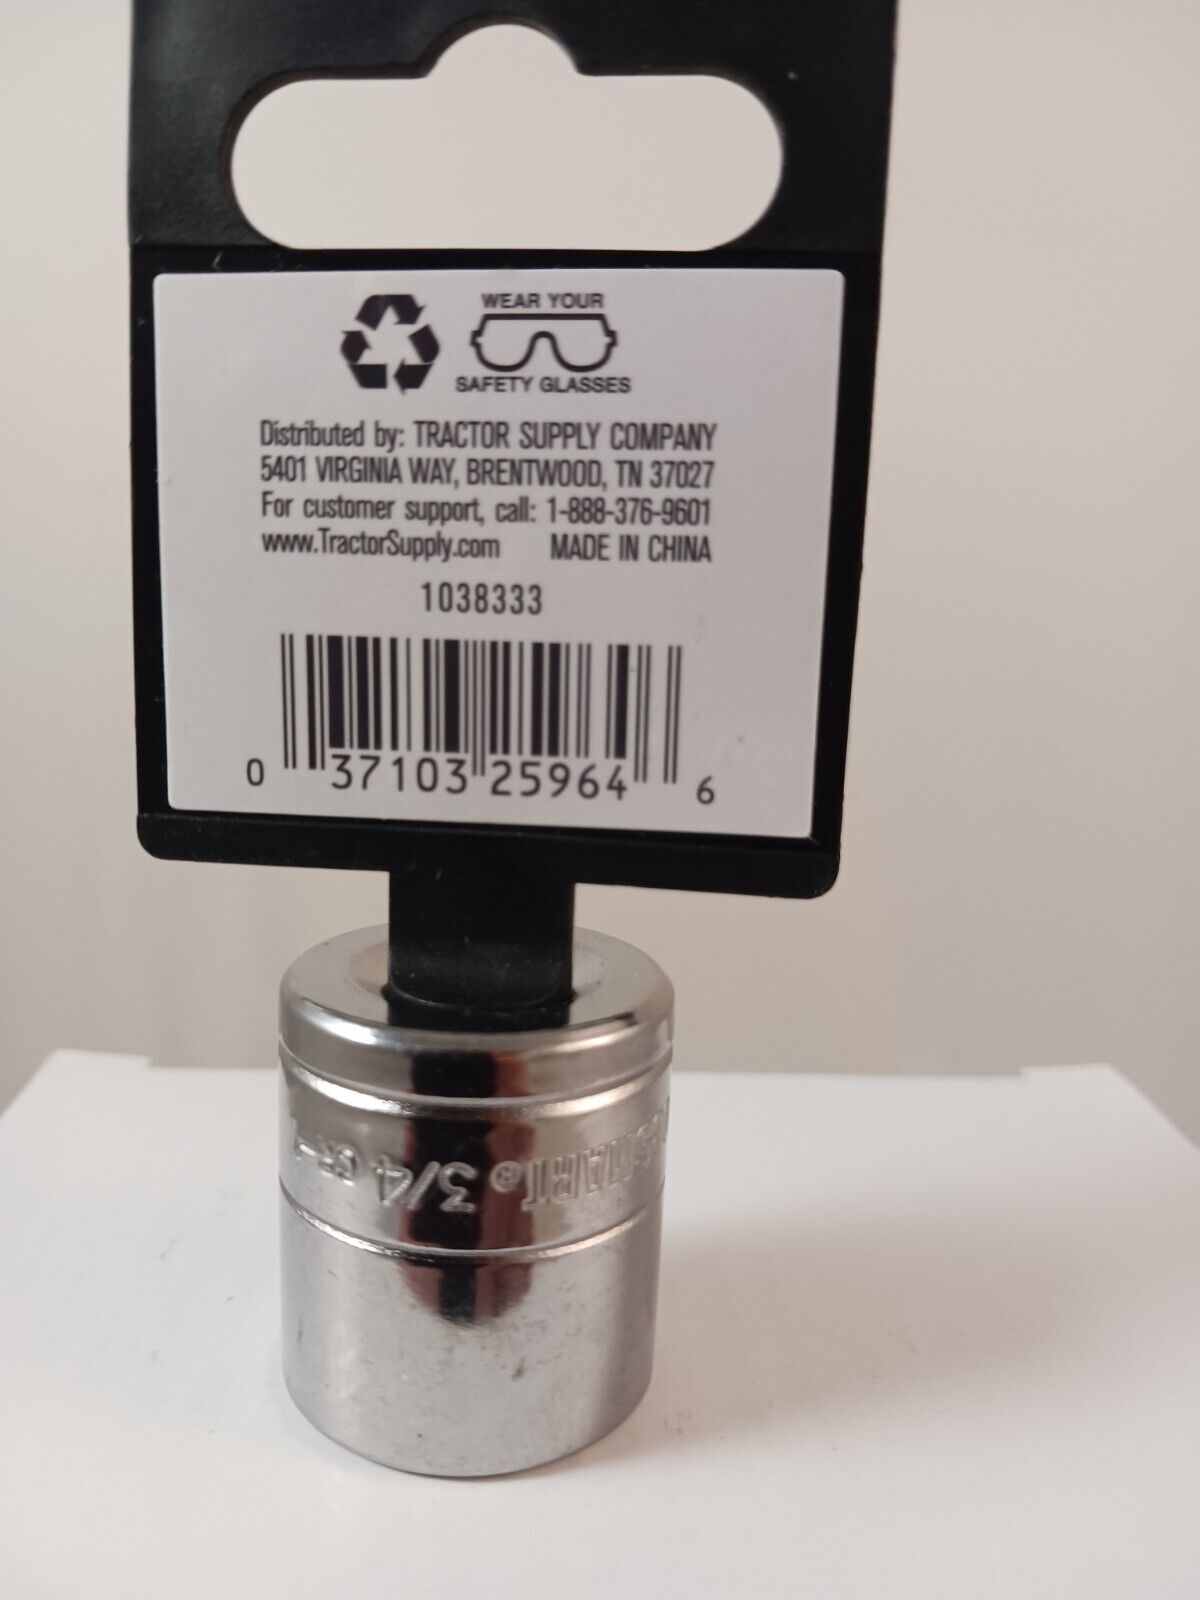 WEAR YOUR
SAFETY GLASSES
Distributed by: TRACTOR SUPPLY COMPANY
5401 VIRGINIA WAY, BRENTWOOD, TN 37027
For customer support, call: 1-888-376-9601
www.TractorSupply.com MADE IN CHINA
1038333
0 37103 25964 6
® 3/4